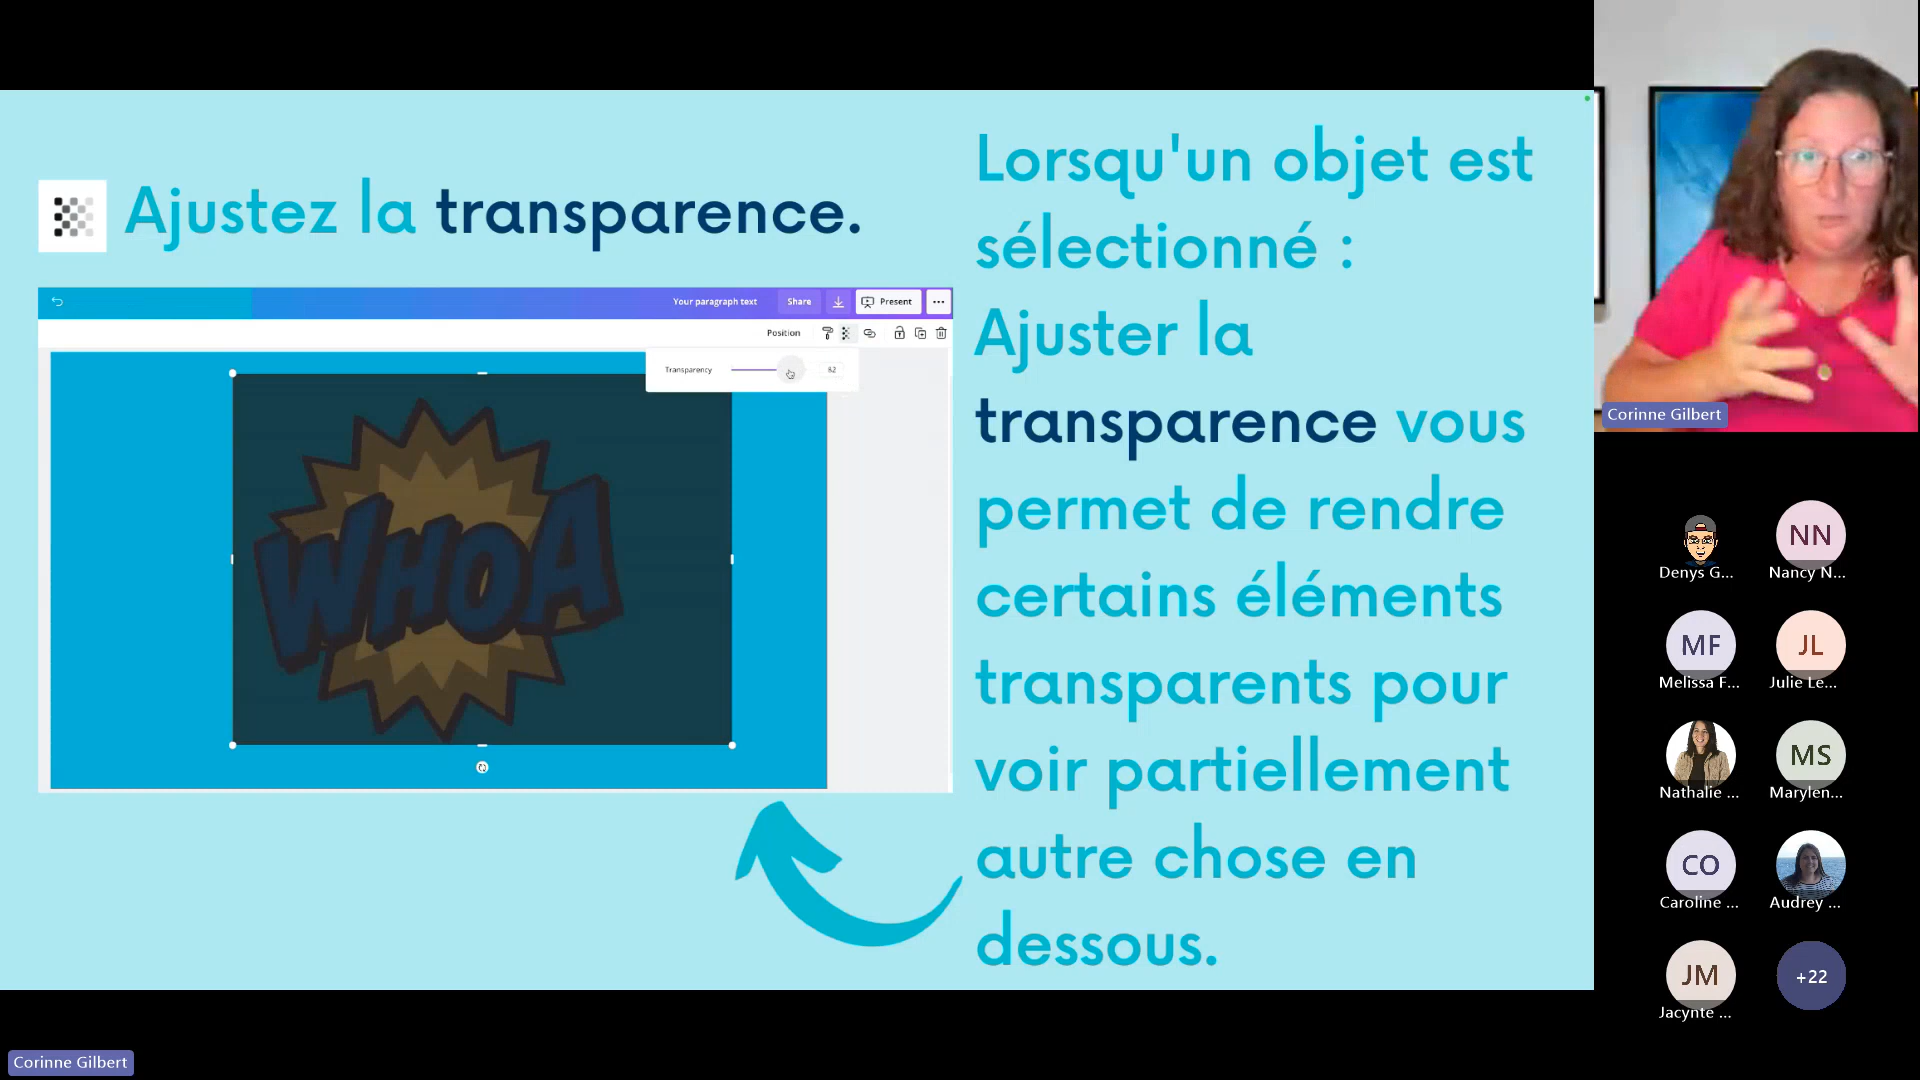 Ajustez la transparence.
Your paragraph text
Share
Present
Position
Transparency
62
WHOA
Lorsqu'un objet est
sélectionné :
Ajuster la
transparence vous
permet de rendre
certains éléments
transparents pour
voir partiellement
autre chose en
dessous.
Corinne Gilbert
Denys G...
NN
Nancy N...
MF
Melissa F...
JL
Julie Le...
Nathalie ...
MS
Marylen...
CO
Caroline ...
Audrey ...
JM
Jacynte ...
+22
Corinne Gilbert